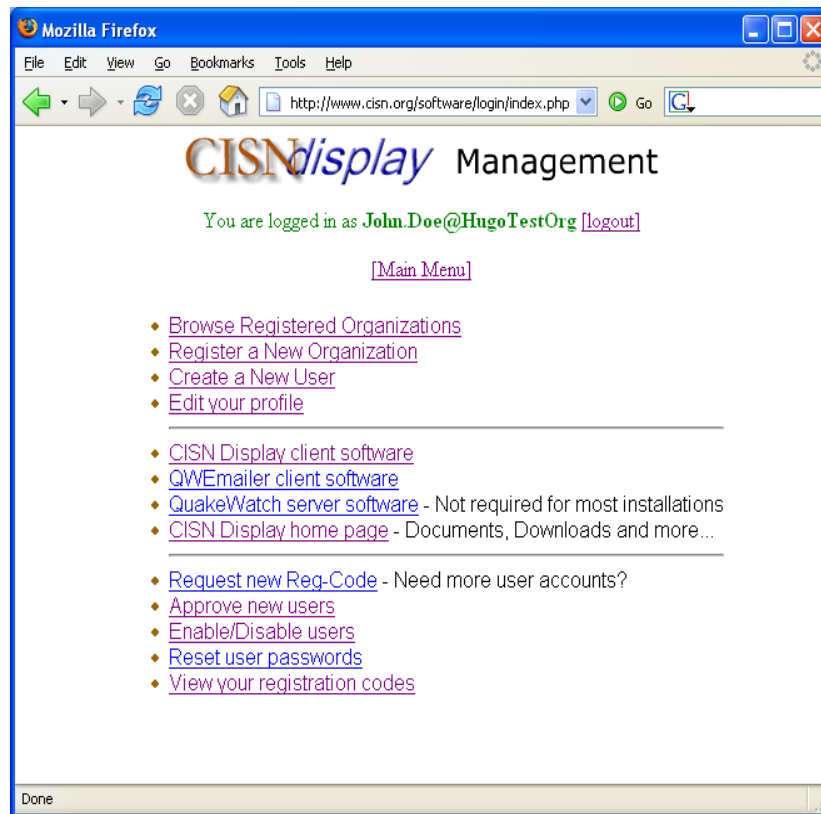 Mozilla Firefox
File Edit View Go Bookmarks Tools Help
http://www.cisn.org/software/login/index.php Go G
CISNdisplay Management
You are logged in as John.Doe@HugoTestOrg [logout]
[Main Menu]
Browse Registered Organizations
Register a New Organization
Create a New User
Edit your profile
CISN Display client software
QWEmailer client software
QuakeWatch server software - Not required for most installations
CISN Display home page - Documents, Downloads and more...
Request new Reg-Code - Need more user accounts?
Approve new users
Enable/Disable users
Reset user passwords
View your registration codes
Done